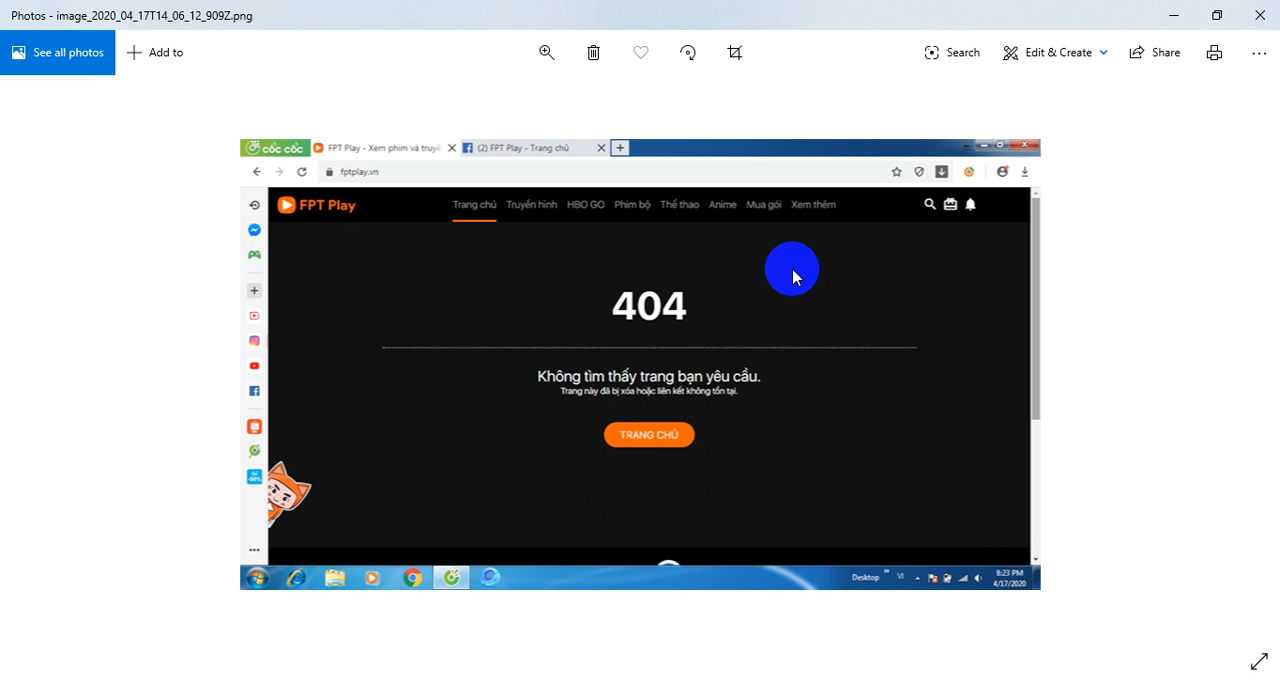 Photos - image_2020_04_17T14_06_12_909Z.png
See all photos
Add to
Search
Edit & Create
Share
cốc cốc
FPT Play - Xem phim và truyề
(2) FPT Play - Trang chủ
fptplay.vn
FPT Play
Trang chủ
Truyền hình
HBO GO
Phim bộ
Thể thao
Anime
Mua gói
Xem thêm
404
Không tìm thấy trang bạn yêu cầu.
Trang này đã bị xóa hoặc liên kết không tồn tại.
TRANG CHỦ
Desktop
VI
8:23 PM
4/17/2020